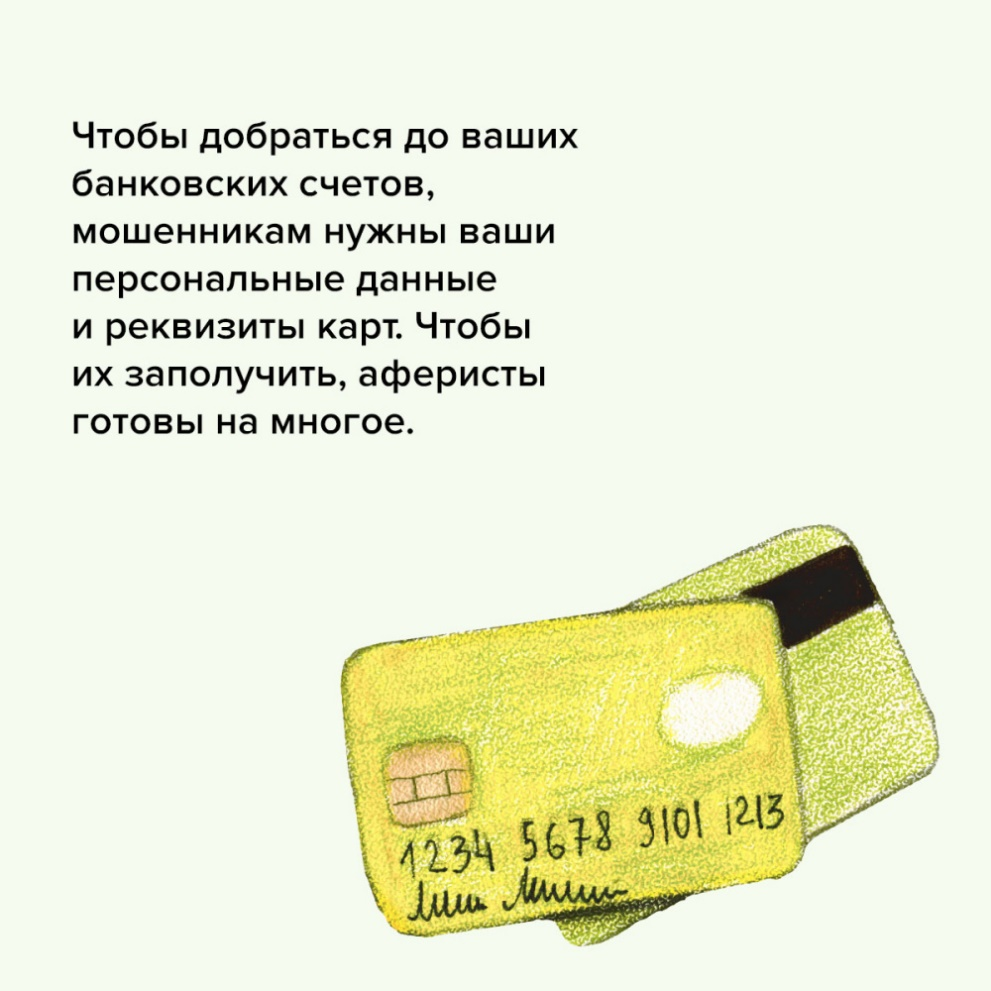 Чтобы добраться до ваших
банковских счетов,
мошенникам нужны ваши
персональные данные
и реквизиты карт. Чтобы
их заполучить, аферисты
готовы на многое.
1234 5678 9101 1213